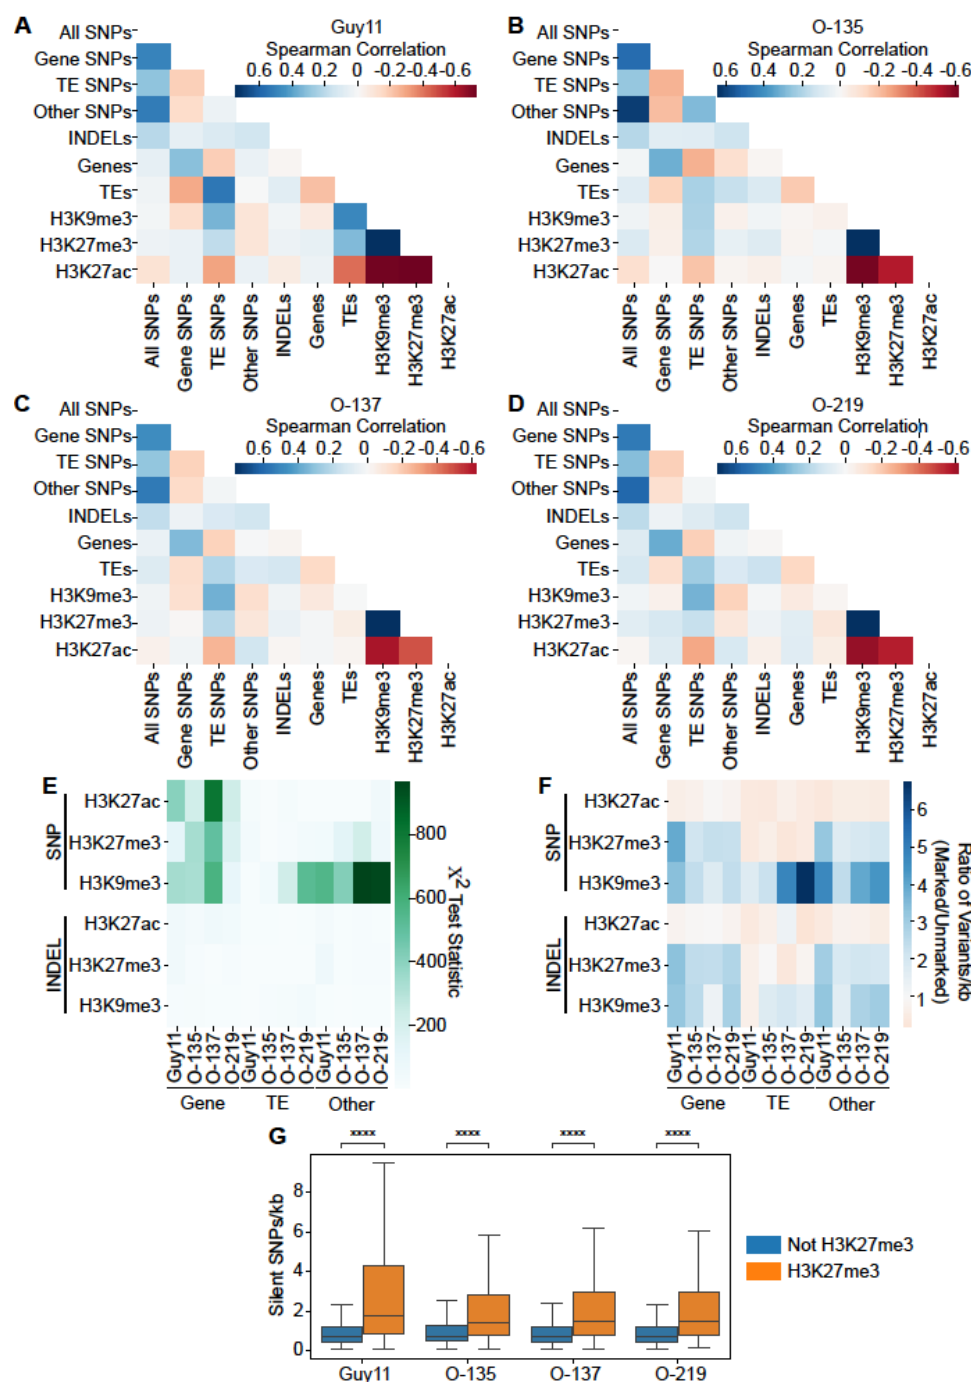 A
Guy11
Spearman Correlation
0.6 0.4 0.2 0 -0.2 -0.4 -0.6
All SNPs
Gene SNPs
TE SNPs
Other SNPs
INDELs
Genes
TEs
H3K9me3
H3K27me3
H3K27ac
All SNPs
Gene SNPs
TE SNPs
Other SNPs
INDELs
Genes
TEs
H3K9me3
H3K27me3
H3K27ac
B
O-135
Spearman Correlation
0.6 0.4 0.2 0 -0.2 -0.4 -0.6
All SNPs
Gene SNPs
TE SNPs
Other SNPs
INDELs
Genes
TEs
H3K9me3
H3K27me3
H3K27ac
All SNPs
Gene SNPs
TE SNPs
Other SNPs
INDELs
Genes
TEs
H3K9me3
H3K27me3
H3K27ac
C
O-137
Spearman Correlation
0.6 0.4 0.2 0 -0.2 -0.4 -0.6
All SNPs
Gene SNPs
TE SNPs
Other SNPs
INDELs
Genes
TEs
H3K9me3
H3K27me3
H3K27ac
All SNPs
Gene SNPs
TE SNPs
Other SNPs
INDELs
Genes
TEs
H3K9me3
H3K27me3
H3K27ac
D
O-219
Spearman Correlation
0.6 0.4 0.2 0 -0.2 -0.4 -0.6
All SNPs
Gene SNPs
TE SNPs
Other SNPs
INDELs
Genes
TEs
H3K9me3
H3K27me3
H3K27ac
All SNPs
Gene SNPs
TE SNPs
Other SNPs
INDELs
Genes
TEs
H3K9me3
H3K27me3
H3K27ac
E
SNP
H3K27ac
H3K27me3
H3K9me3
INDEL
H3K27ac
H3K27me3
H3K9me3
Guy11 O-135 O-137 O-219 Guy11 O-135 O-137 O-219 Guy11 O-135 O-137 O-219
Gene TE Other
800
600
400
200
X² Test Statistic
F
SNP
H3K27ac
H3K27me3
H3K9me3
INDEL
H3K27ac
H3K27me3
H3K9me3
Guy11 O-135 O-137 O-219 Guy11 O-135 O-137 O-219 Guy11 O-135 O-137 O-219
Gene TE Other
6
5
4
3
2
1
Ratio of Variants/kb
(Marked/Unmarked)
G
**** **** **** ****
Silent SNPs/kb
8
6
4
2
0
Guy11 O-135 O-137 O-219
Not H3K27me3
H3K27me3